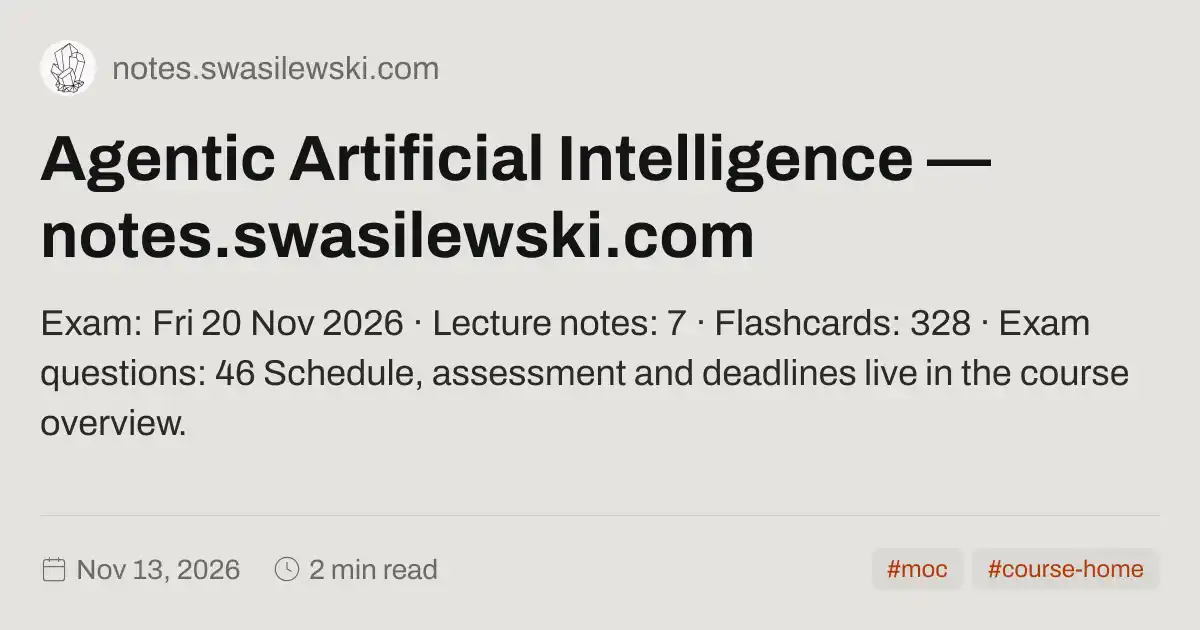 notes.swasilewski.com
Agentic Artificial Intelligence —
notes.swasilewski.com
Exam: Fri 20 Nov 2026 · Lecture notes: 7 · Flashcards: 328 · Exam
questions: 46 Schedule, assessment and deadlines live in the course
overview.
Nov 13, 2026 2 min read #moc #course-home